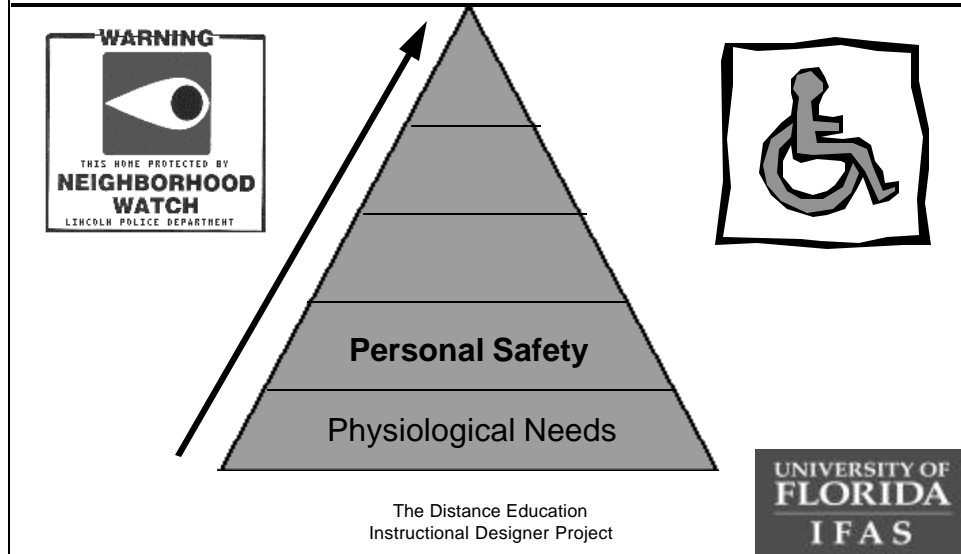 WARNING
THIS HOME PROTECTED BY
NEIGHBORHOOD
WATCH
LINCOLN POLICE DEPARTMENT
Personal Safety
Physiological Needs
The Distance Education
Instructional Designer Project
UNIVERSITY OF
FLORIDA
IFAS